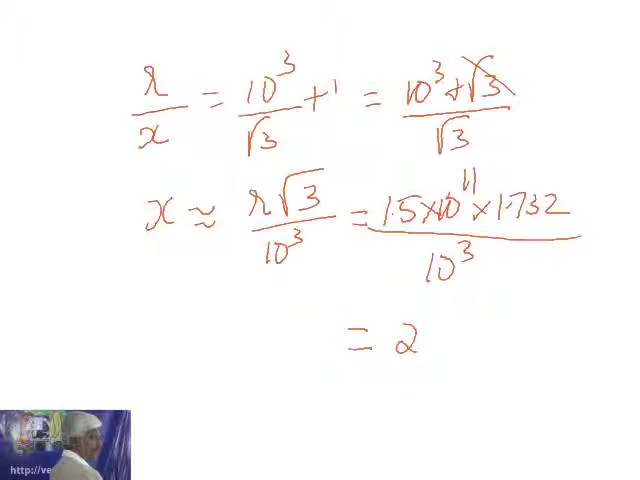 r/x = 10³/√3 + 1 = 10³ + √3/√3
x ≈ r√3/10³ = 1.5×10¹¹ × 1.732/10³
= 2
http://ve